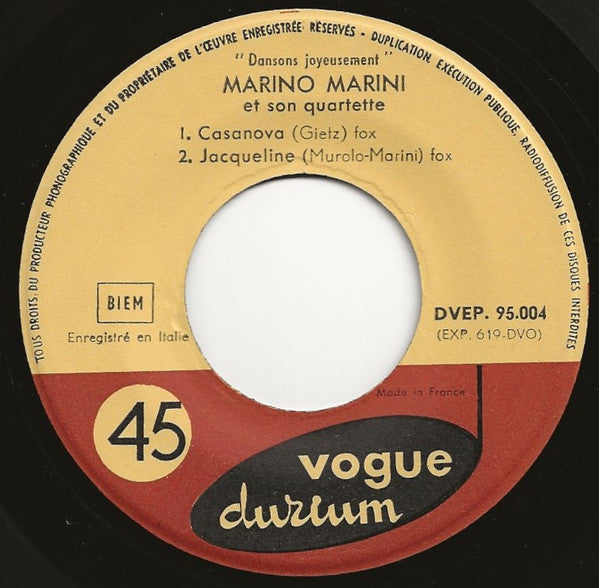 TOUS DROITS DU PRODUCTEUR PHONOGRAPHIQUE ET DU PROPRIÉTAIRE DE L'ŒUVRE ENREGISTRÉE RÉSERVÉS - DUPLICATION, EXÉCUTION PUBLIQUE, RADIODIFFUSION DE CES DISQUES INTERDITES
"Dansons joyeusement"
MARINO MARINI
et son quartette
1. Casanova (Gietz) fox
2. Jacqueline (Murolo-Marini) fox
BIEM
Enregistré en Italie
DVEP. 95.004
(EXP. 619-DVO)
Made in France
45
vogue
durium